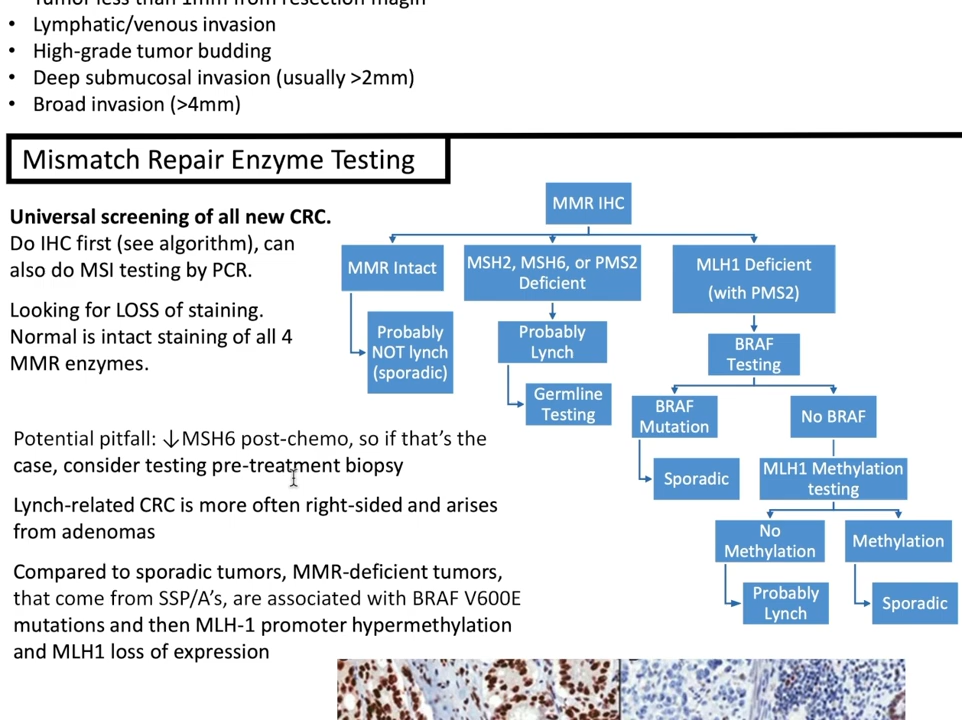 Tumor less than 1mm from resection magin
• Lymphatic/venous invasion
• High-grade tumor budding
• Deep submucosal invasion (usually >2mm)
• Broad invasion (>4mm)
Mismatch Repair Enzyme Testing
Universal screening of all new CRC.
Do IHC first (see algorithm), can
also do MSI testing by PCR.
Looking for LOSS of staining.
Normal is intact staining of all 4
MMR enzymes.
MMR IHC
MMR Intact
Probably
NOT lynch
(sporadic)
MSH2, MSH6, or PMS2
Deficient
Probably
Lynch
Germline
Testing
MLH1 Deficient
(with PMS2)
BRAF
Testing
BRAF
Mutation
Sporadic
No BRAF
MLH1 Methylation
testing
No
Methylation
Probably
Lynch
Methylation
Sporadic
Potential pitfall: ↓MSH6 post-chemo, so if that's the
case, consider testing pre-treatment biopsy
Lynch-related CRC is more often right-sided and arises
from adenomas
Compared to sporadic tumors, MMR-deficient tumors,
that come from SSP/A's, are associated with BRAF V600E
mutations and then MLH-1 promoter hypermethylation
and MLH1 loss of expression